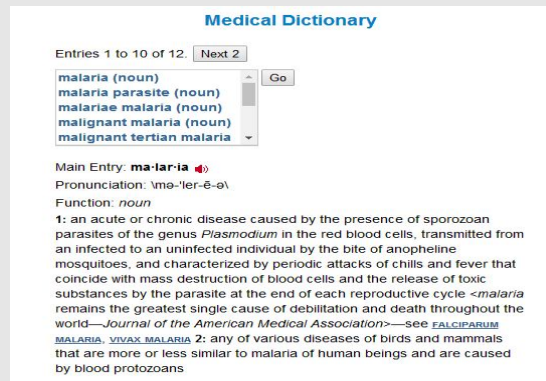 Medical Dictionary
Entries 1 to 10 of 12. Next 2
malaria (noun) Go
malaria parasite (noun)
malariae malaria (noun)
malignant malaria (noun)
malignant tertian malaria
Main Entry: ma·lar·ia
Pronunciation: \mə-'ler-ē-ə\
Function: noun
1: an acute or chronic disease caused by the presence of sporozoan
parasites of the genus Plasmodium in the red blood cells, transmitted from
an infected to an uninfected individual by the bite of anopheline
mosquitoes, and characterized by periodic attacks of chills and fever that
coincide with mass destruction of blood cells and the release of toxic
substances by the parasite at the end of each reproductive cycle <malaria
remains the greatest single cause of debilitation and death throughout the
world—Journal of the American Medical Association>—see FALCIPARUM
MALARIA, VIVAX MALARIA 2: any of various diseases of birds and mammals
that are more or less similar to malaria of human beings and are caused
by blood protozoans